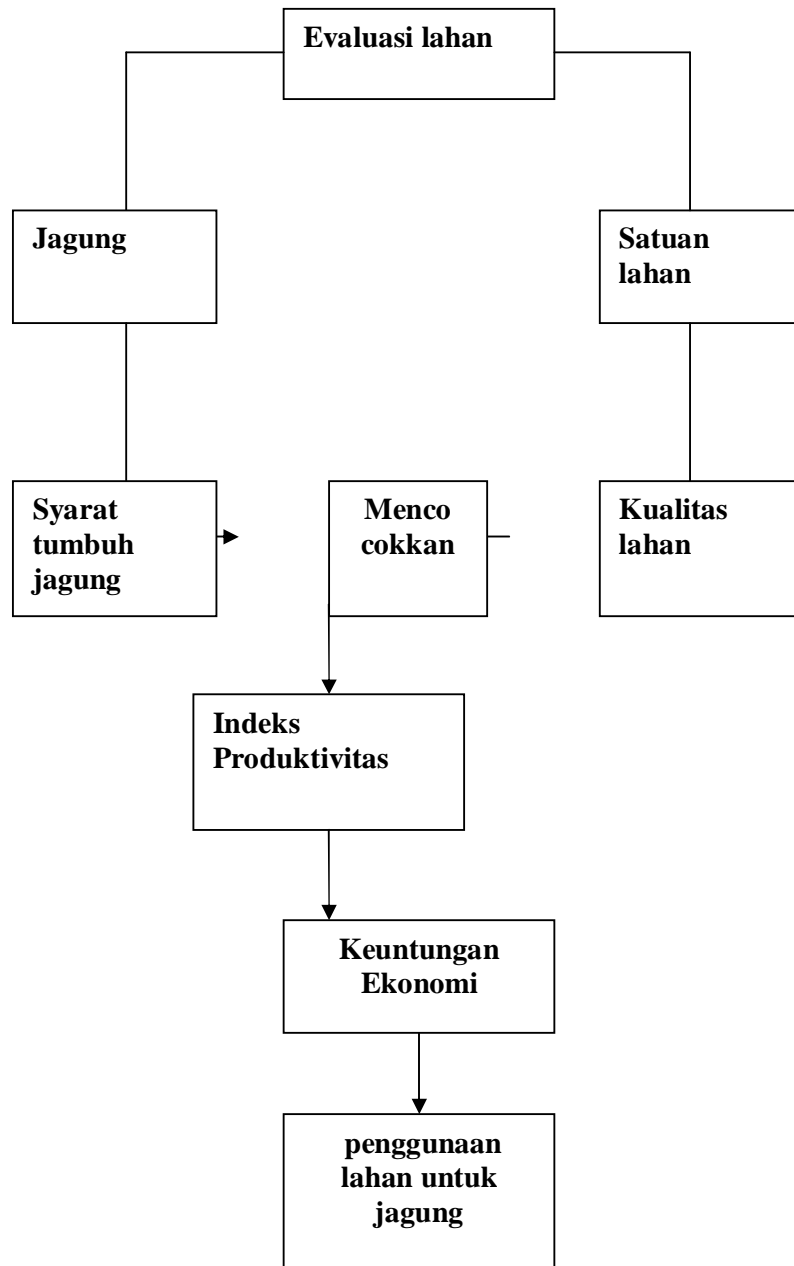 Evaluasi lahan
Jagung
Satuan
lahan
Syarat
tumbuh
jagung
Menco
cokkan
Kualitas
lahan
Indeks
Produktivitas
Keuntungan
Ekonomi
penggunaan
lahan untuk
jagung